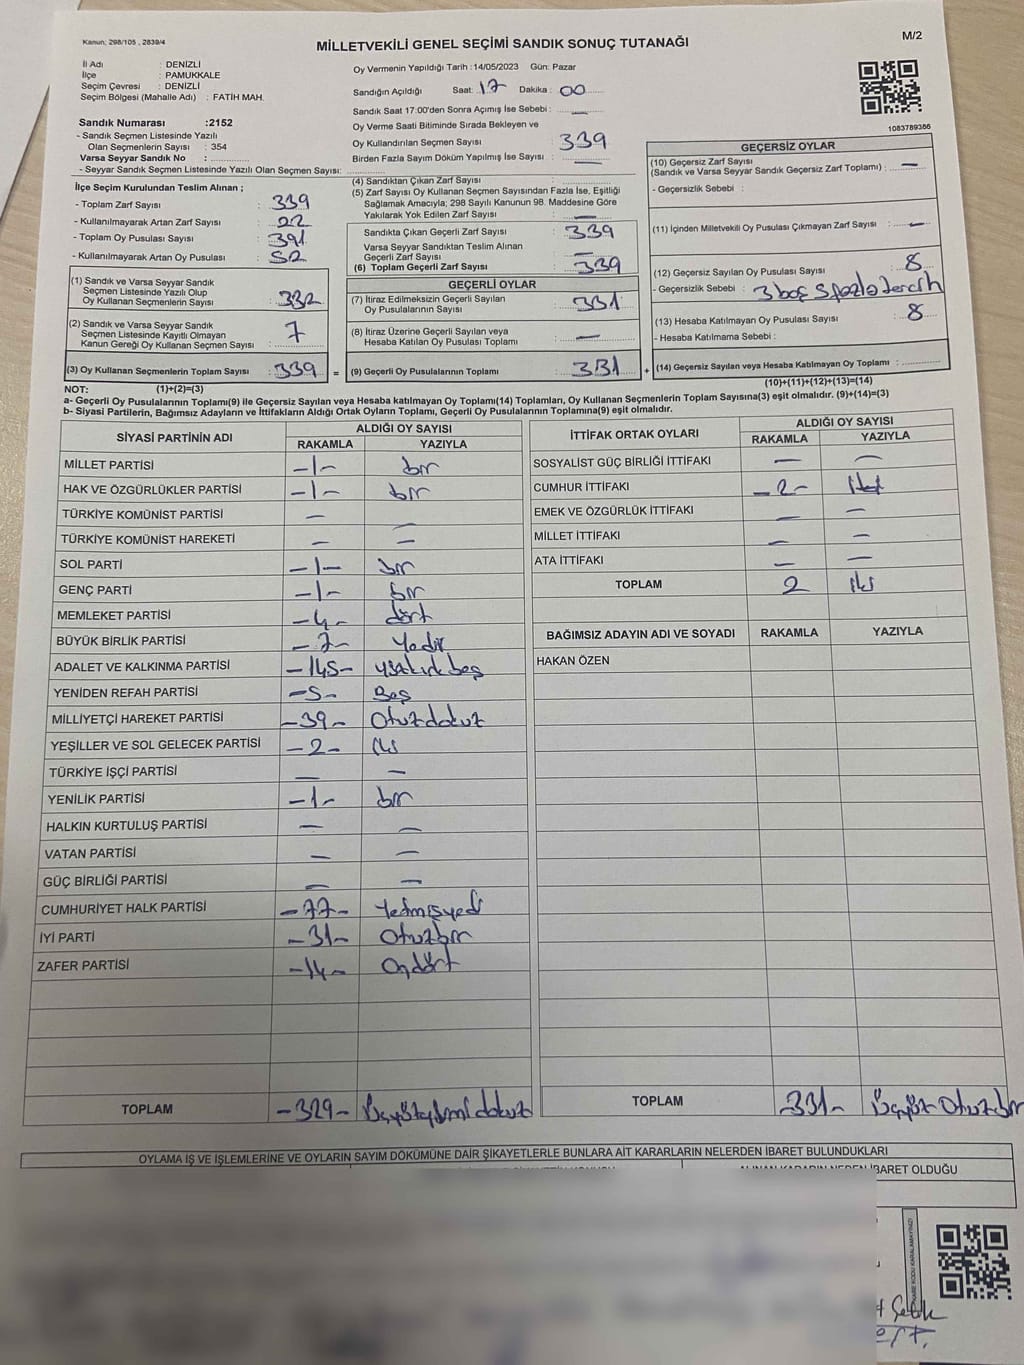 Kanun: 298/105 , 2839/4
M/2
MİLLETVEKİLİ GENEL SEÇİMİ SANDIK SONUÇ TUTANAĞI
İl Adı : DENİZLİ
İlçe : PAMUKKALE
Seçim Çevresi : DENİZLİ
Seçim Bölgesi (Mahalle Adı) : FATİH MAH.
Sandık Numarası :2152
- Sandık Seçmen Listesinde Yazılı
Olan Seçmenlerin Sayısı : 354
Varsa Seyyar Sandık No :
- Seyyar Sandık Seçmen Listesinde Yazılı Olan Seçmen Sayısı:
İlçe Seçim Kurulundan Teslim Alınan ;
- Toplam Zarf Sayısı : 339
- Kullanılmayarak Artan Zarf Sayısı : 22
- Toplam Oy Pusulası Sayısı : 391
- Kullanılmayarak Artan Oy Pusulası : 52
(1) Sandık ve Varsa Seyyar Sandık
Seçmen Listesinde Yazılı Olup
Oy Kullanan Seçmenlerin Sayısı : 332
(2) Sandık ve Varsa Seyyar Sandık
Seçmen Listesinde Kayıtlı Olmayan
Kanun Gereği Oy Kullanan Seçmen Sayısı : 7
(3) Oy Kullanan Seçmenlerin Toplam Sayısı : 339 =
Oy Vermenin Yapıldığı Tarih :14/05/2023 Gün: Pazar
Sandığın Açıldığı Saat: 17 Dakika : 00
Sandık Saat 17:00'den Sonra Açımış İse Sebebi : —
Oy Verme Saati Bitiminde Sırada Bekleyen ve
Oy Kullandırılan Seçmen Sayısı : 339
Birden Fazla Sayım Döküm Yapılmış İse Sayısı : —
(4) Sandıktan Çıkan Zarf Sayısı :
(5) Zarf Sayısı Oy Kullanan Seçmen Sayısından Fazla İse, Eşitliği
Sağlamak Amacıyla; 298 Sayılı Kanunun 98. Maddesine Göre
Yakılarak Yok Edilen Zarf Sayısı : —
Sandıkta Çıkan Geçerli Zarf Sayısı : 339
Varsa Seyyar Sandıktan Teslim Alınan
Geçerli Zarf Sayısı : —
(6) Toplam Geçerli Zarf Sayısı : 339
GEÇERLİ OYLAR
(7) İtiraz Edilmeksizin Geçerli Sayılan
Oy Pusulalarının Sayısı : 331
(8) İtiraz Üzerine Geçerli Sayılan veya
Hesaba Katılan Oy Pusulası Toplamı : —
(9) Geçerli Oy Pusulalarının Toplamı : 331 +
1083789386
GEÇERSİZ OYLAR
(10) Geçersiz Zarf Sayısı
(Sandık ve Varsa Seyyar Sandık Geçersiz Zarf Toplamı) : —
- Geçersizlik Sebebi :
(11) İçinden Milletvekili Oy Pusulası Çıkmayan Zarf Sayısı : —
(12) Geçersiz Sayılan Oy Pusulası Sayısı : 8
- Geçersizlik Sebebi : 3 boş 5 fazla tercih
(13) Hesaba Katılmayan Oy Pusulası Sayısı : 8
- Hesaba Katılmama Sebebi :
(14) Geçersiz Sayılan veya Hesaba Katılmayan Oy Toplamı :
NOT: (1)+(2)=(3)
(10)+(11)+(12)+(13)=(14)
a- Geçerli Oy Pusulalarının Toplamı(9) ile Geçersiz Sayılan veya Hesaba katılmayan Oy Toplamı(14) Toplamları, Oy Kullanan Seçmenlerin Toplam Sayısına(3) eşit olmalıdır. (9)+(14)=(3)
b- Siyasi Partilerin, Bağımsız Adayların ve İttifakların Aldığı Ortak Oyların Toplamı, Geçerli Oy Pusulalarının Toplamına(9) eşit olmalıdır.
SİYASİ PARTİNİN ADI ALDIĞI OY SAYISI
RAKAMLA YAZIYLA
MİLLET PARTİSİ -1- bir
HAK VE ÖZGÜRLÜKLER PARTİSİ -1- bir
TÜRKİYE KOMÜNİST PARTİSİ — —
TÜRKİYE KOMÜNİST HAREKETİ — —
SOL PARTİ -1- bir
GENÇ PARTİ -1- bir
MEMLEKET PARTİSİ -4- dört
BÜYÜK BİRLİK PARTİSİ -7- Yedi
ADALET VE KALKINMA PARTİSİ -145- yüzkırkbeş
YENİDEN REFAH PARTİSİ -5- Beş
MİLLİYETÇİ HAREKET PARTİSİ -39- Otuzdokuz
YEŞİLLER VE SOL GELECEK PARTİSİ -2- iki
TÜRKİYE İŞÇİ PARTİSİ — —
YENİLİK PARTİSİ -1- bir
HALKIN KURTULUŞ PARTİSİ — —
VATAN PARTİSİ — —
GÜÇ BİRLİĞİ PARTİSİ — —
CUMHURİYET HALK PARTİSİ -77- Yetmişyedi
İYİ PARTİ -31- Otuzbir
ZAFER PARTİSİ -14- Ondört
TOPLAM -329- Üçyüzyirmidokuz
İTTİFAK ORTAK OYLARI ALDIĞI OY SAYISI
RAKAMLA YAZIYLA
SOSYALİST GÜÇ BİRLİĞİ İTTİFAKI — —
CUMHUR İTTİFAKI -2- iki
EMEK VE ÖZGÜRLÜK İTTİFAKI — —
MİLLET İTTİFAKI — —
ATA İTTİFAKI — —
TOPLAM 2 iki
BAĞIMSIZ ADAYIN ADI VE SOYADI RAKAMLA YAZIYLA
HAKAN ÖZEN
TOPLAM -331- Üçyüz Otuzbir
OYLAMA İŞ VE İŞLEMLERİNE VE OYLARIN SAYIM DÖKÜMÜNE DAİR ŞİKAYETLERLE BUNLARA AİT KARARLARIN NELERDEN İBARET BULUNDUKLARI
İBARET OLDUĞU